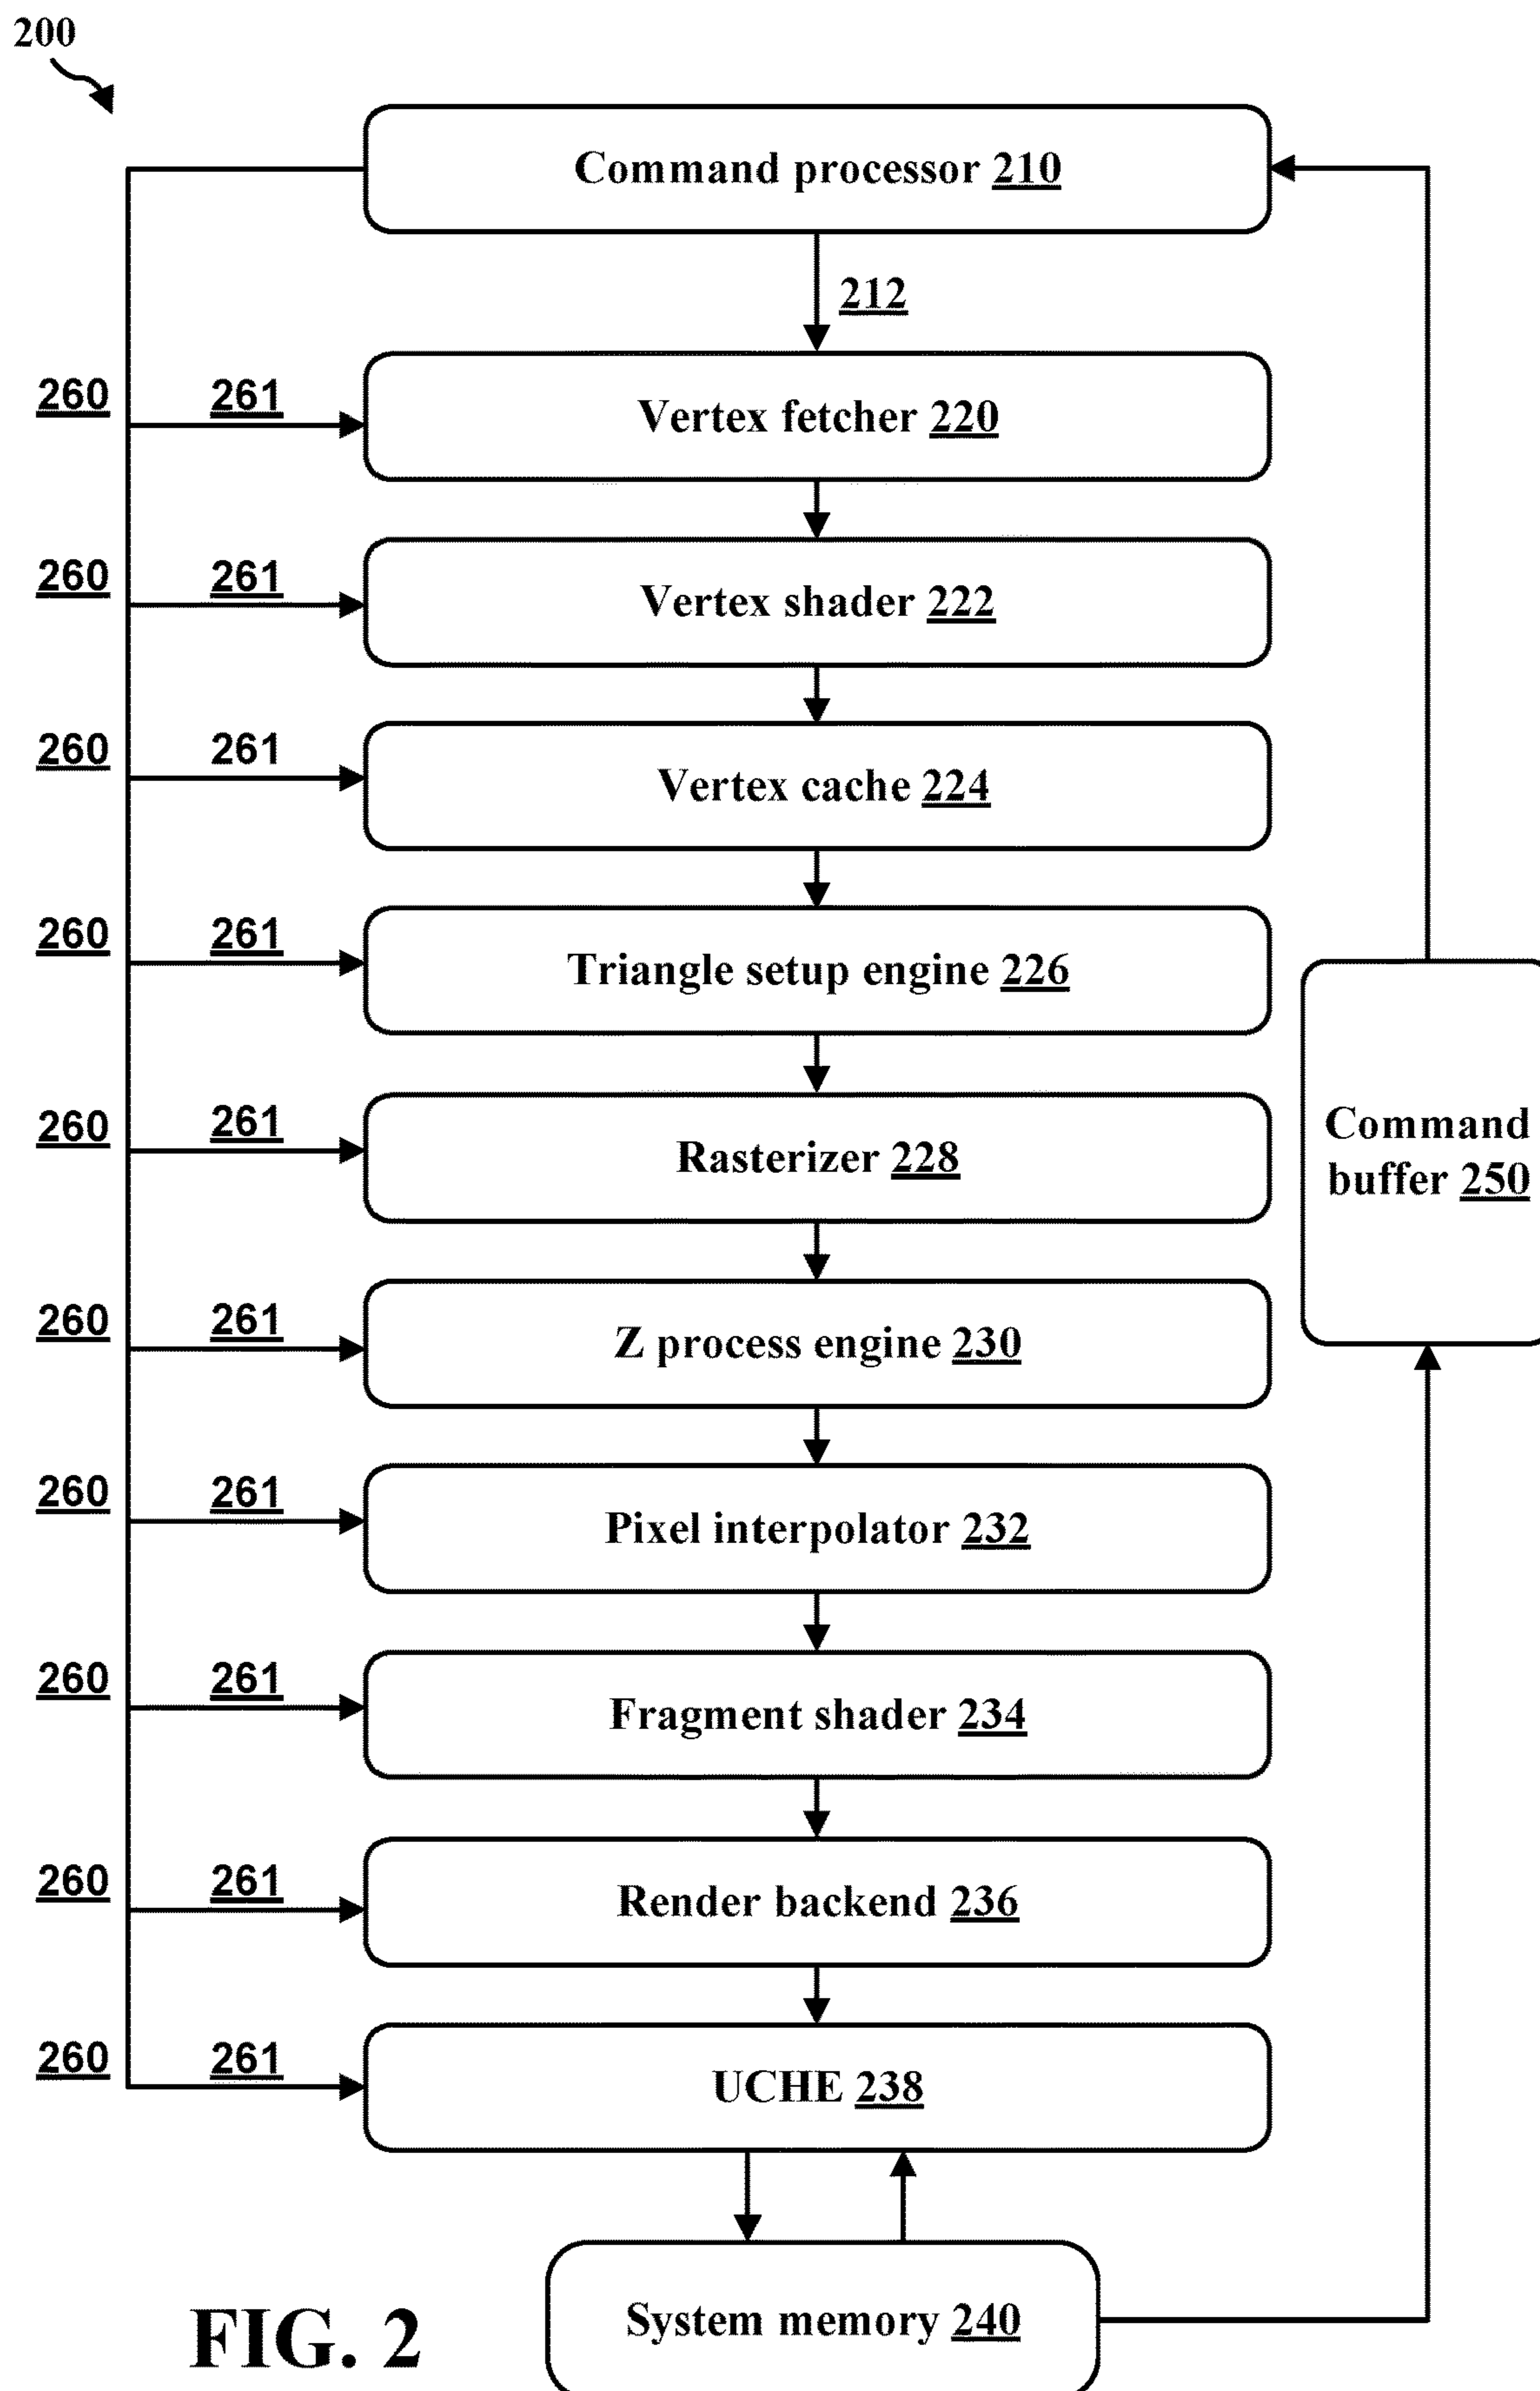 200
Command processor 210
212
260 261
Vertex fetcher 220
260 261
Vertex shader 222
260 261
Vertex cache 224
260 261
Triangle setup engine 226
260 261
Rasterizer 228
Command
buffer 250
260 261
Z process engine 230
260 261
Pixel interpolator 232
260 261
Fragment shader 234
260 261
Render backend 236
260 261
UCHE 238
System memory 240
FIG. 2